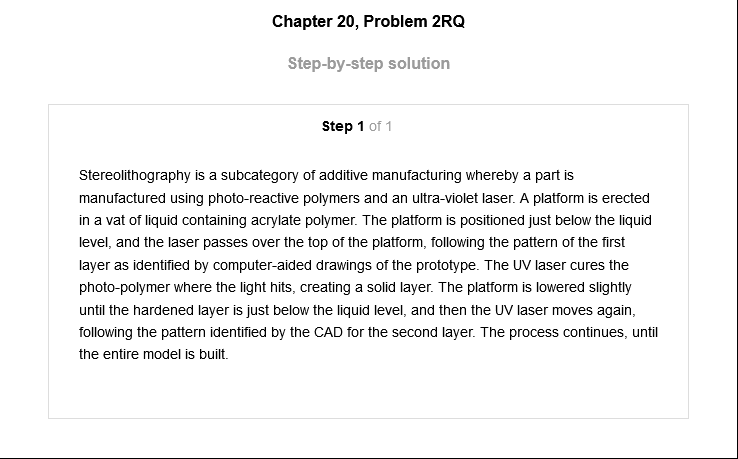 Chapter 20, Problem 2RQ
Step-by-step solution
Step 1 of 1
Stereolithography is a subcategory of additive manufacturing whereby a part is
manufactured using photo-reactive polymers and an ultra-violet laser. A platform is erected
in a vat of liquid containing acrylate polymer. The platform is positioned just below the liquid
level, and the laser passes over the top of the platform, following the pattern of the first
layer as identified by computer-aided drawings of the prototype. The UV laser cures the
photo-polymer where the light hits, creating a solid layer. The platform is lowered slightly
until the hardened layer is just below the liquid level, and then the UV laser moves again,
following the pattern identified by the CAD for the second layer. The process continues, until
the entire model is built.